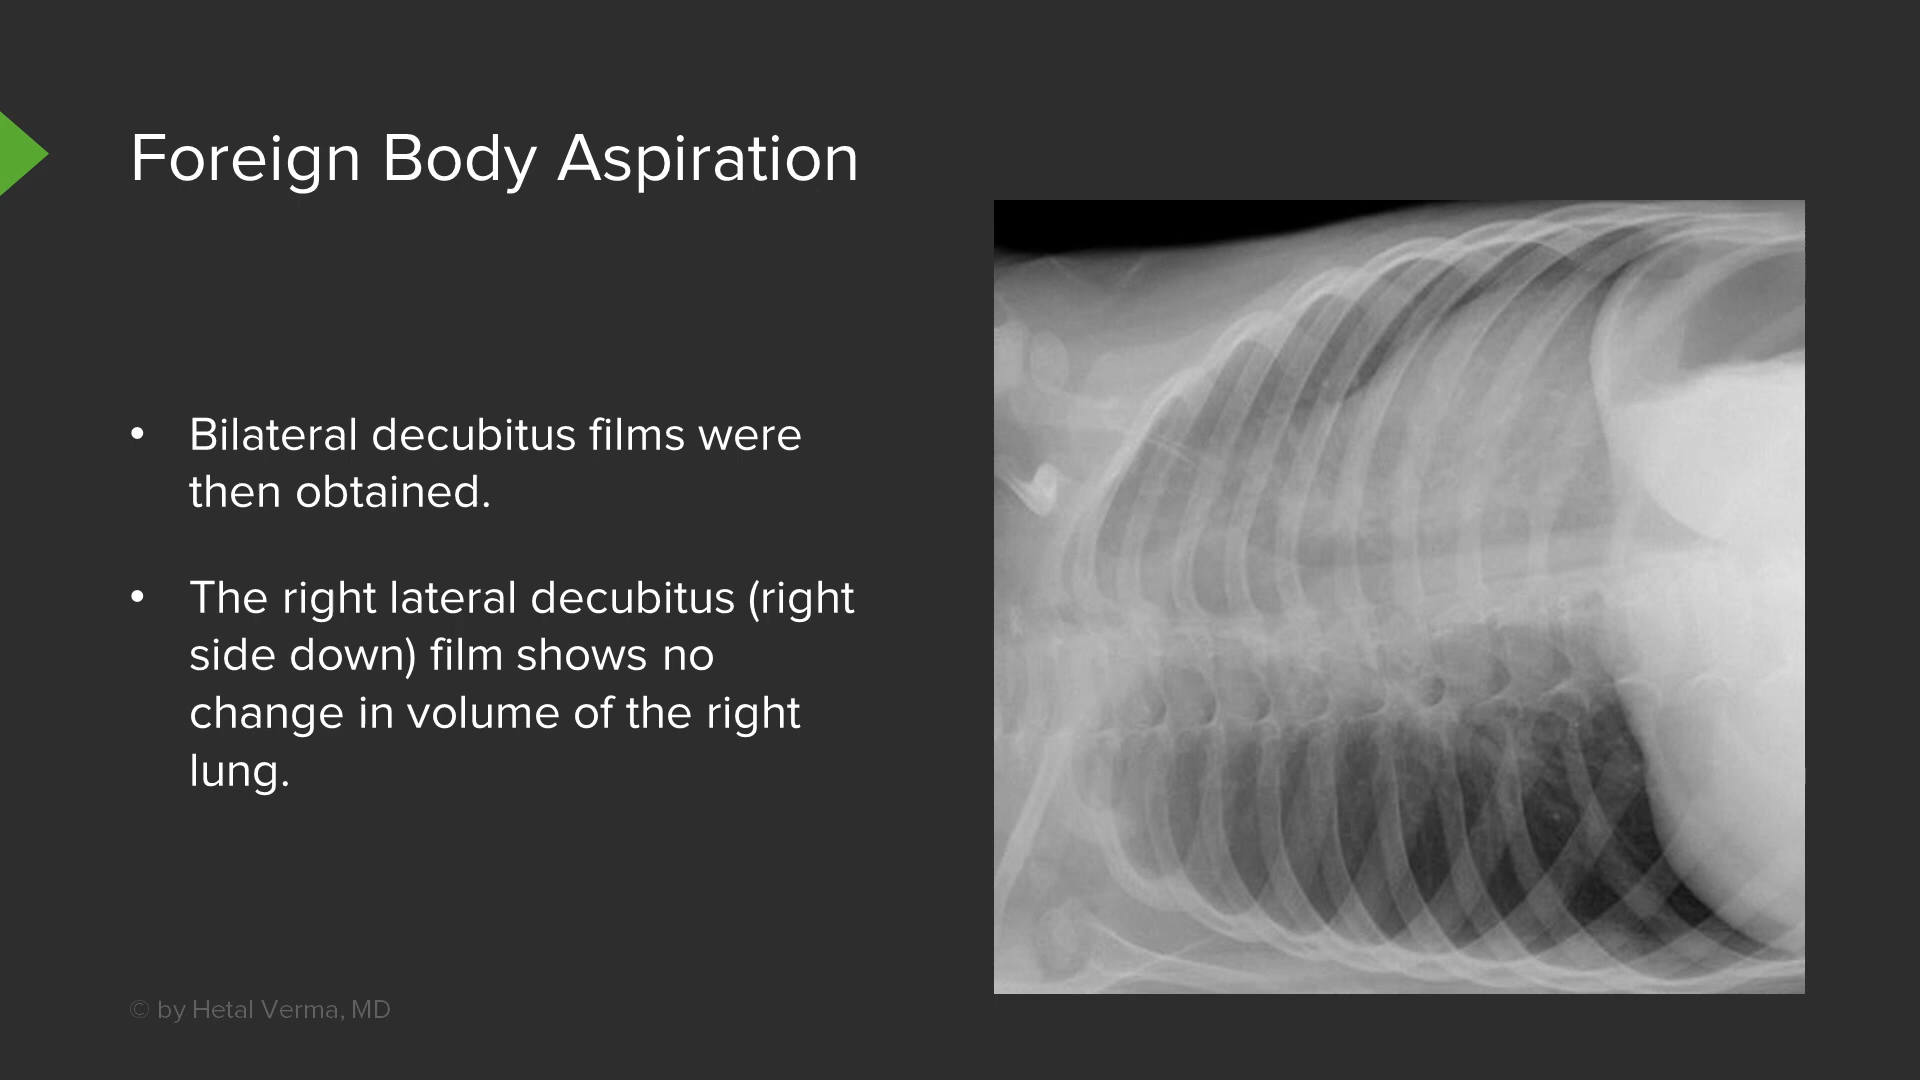 Foreign Body Aspiration
• Bilateral decubitus films were
then obtained.
• The right lateral decubitus (right
side down) film shows no
change in volume of the right
lung.
© by Hetal Verma, MD